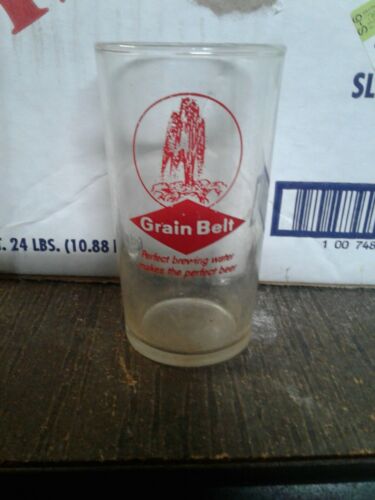 SL
Grain Belt
Perfect brewing water
makes the perfect beer
. 24 LBS. (10.88
1 00 748